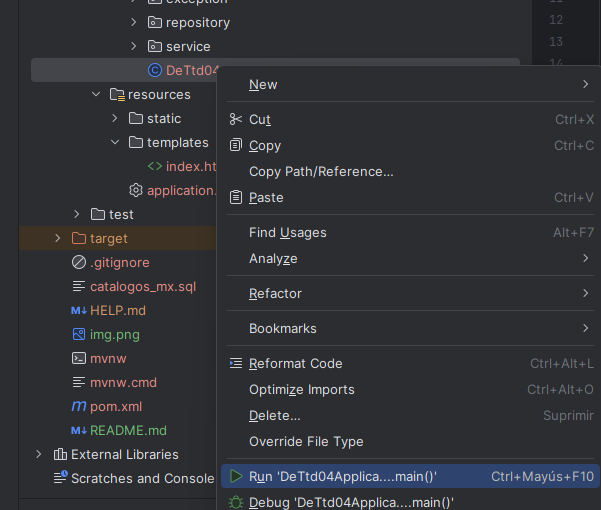 exception
repository
service
DeTtd04
resources
static
templates
index.ht
application.
test
target
.gitignore
catalogos_mx.sql
HELP.md
img.png
mvnw
mvnw.cmd
pom.xml
README.md
External Libraries
Scratches and Console
New
Cut Ctrl+X
Copy Ctrl+C
Copy Path/Reference...
Paste Ctrl+V
Find Usages Alt+F7
Analyze
Refactor
Bookmarks
Reformat Code Ctrl+Alt+L
Optimize Imports Ctrl+Alt+O
Delete... Suprimir
Override File Type
Run 'DeTtd04Applica....main()' Ctrl+Mayús+F10
Debug 'DeTtd04Applica....main()'
12
13
14